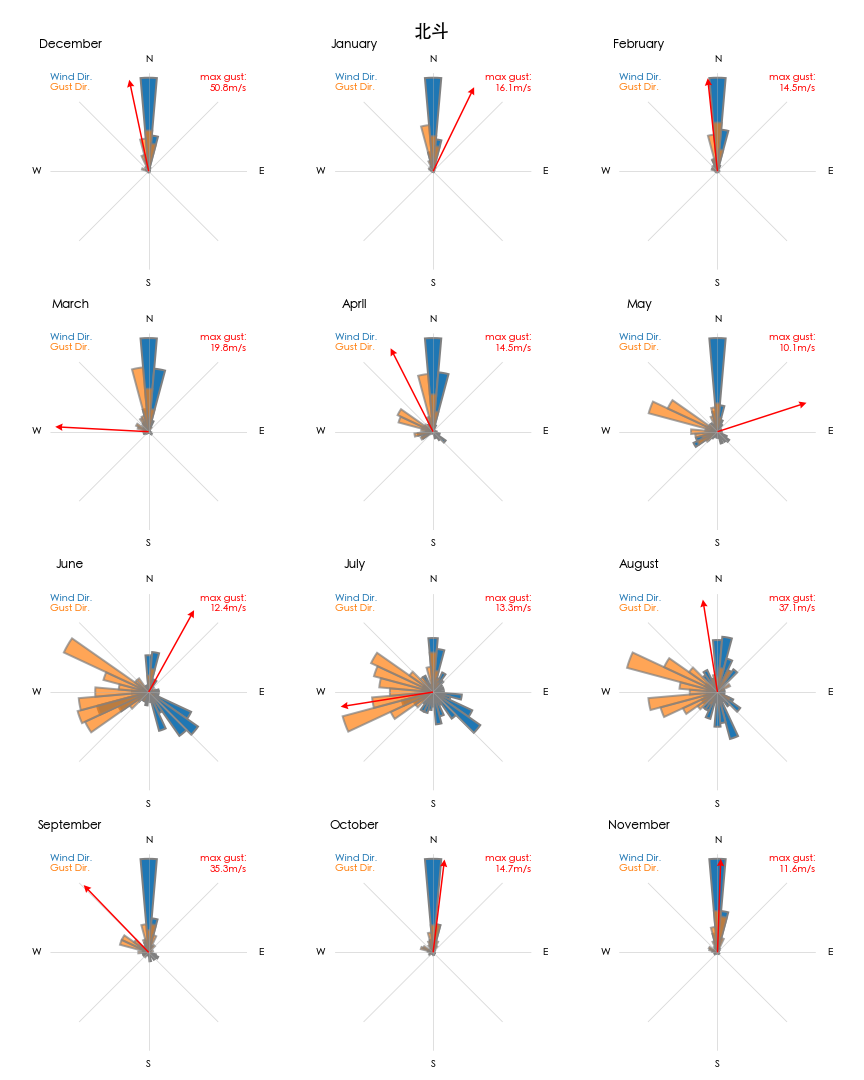 北斗
December
N
Wind Dir.
Gust Dir.
max gust:
50.8m/s
W
E
S
January
N
Wind Dir.
Gust Dir.
max gust:
16.1m/s
W
E
S
February
N
Wind Dir.
Gust Dir.
max gust:
14.5m/s
W
E
S
March
N
Wind Dir.
Gust Dir.
max gust:
19.8m/s
W
E
S
April
N
Wind Dir.
Gust Dir.
max gust:
14.5m/s
W
E
S
May
N
Wind Dir.
Gust Dir.
max gust:
10.1m/s
W
E
S
June
N
Wind Dir.
Gust Dir.
max gust:
12.4m/s
W
E
S
July
N
Wind Dir.
Gust Dir.
max gust:
13.3m/s
W
E
S
August
N
Wind Dir.
Gust Dir.
max gust:
37.1m/s
W
E
S
September
N
Wind Dir.
Gust Dir.
max gust:
35.3m/s
W
E
S
October
N
Wind Dir.
Gust Dir.
max gust:
14.7m/s
W
E
S
November
N
Wind Dir.
Gust Dir.
max gust:
11.6m/s
W
E
S